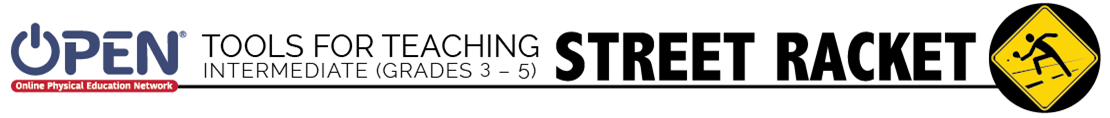 OPEN®
Online Physical Education Network
TOOLS FOR TEACHING
INTERMEDIATE (GRADES 3 – 5)
STREET RACKET